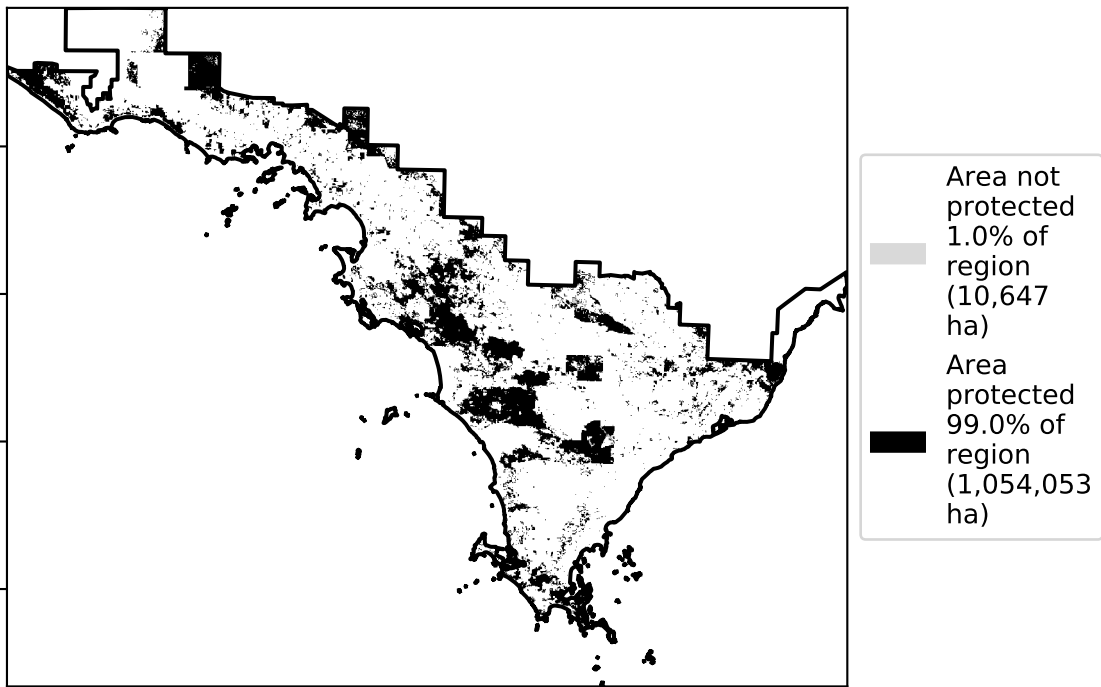 Area not
protected
1.0% of
region
(10,647
ha)
Area
protected
99.0% of
region
(1,054,053
ha)